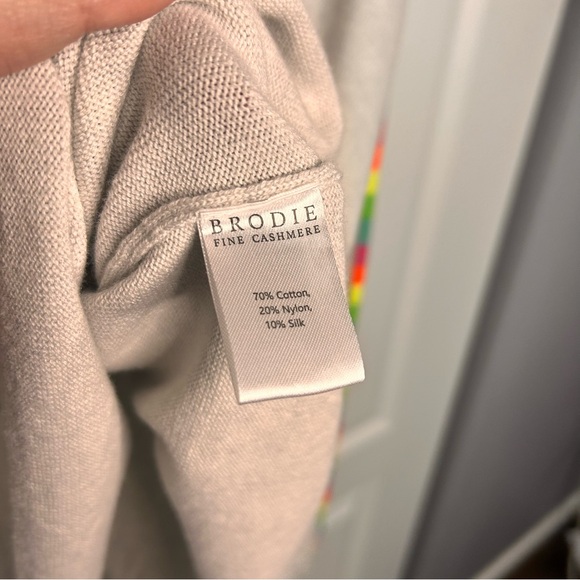 BRODIE
FINE CASHMERE
70% Cotton,
20% Nylon,
10% Silk